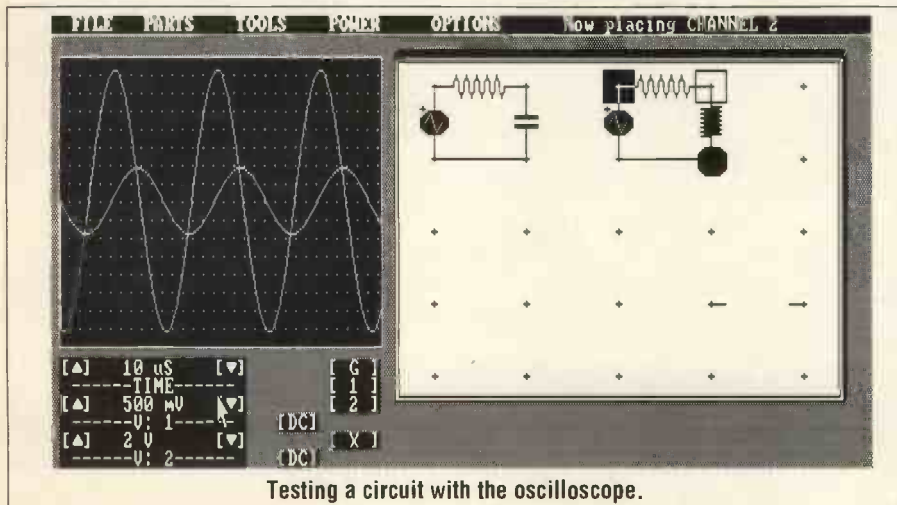 FILE PARTS TOOLS POWER OPTIONS Now placing CHANNEL 2
[▲] 10 uS [▼]
------TIME------
[▲] 500 mV [▼]
------V: 1------
[▲] 2 V [▼]
------V: 2------
[DC]
[DC]
[ G ]
[ 1 ]
[ 2 ]
[ X ]
Testing a circuit with the oscilloscope.